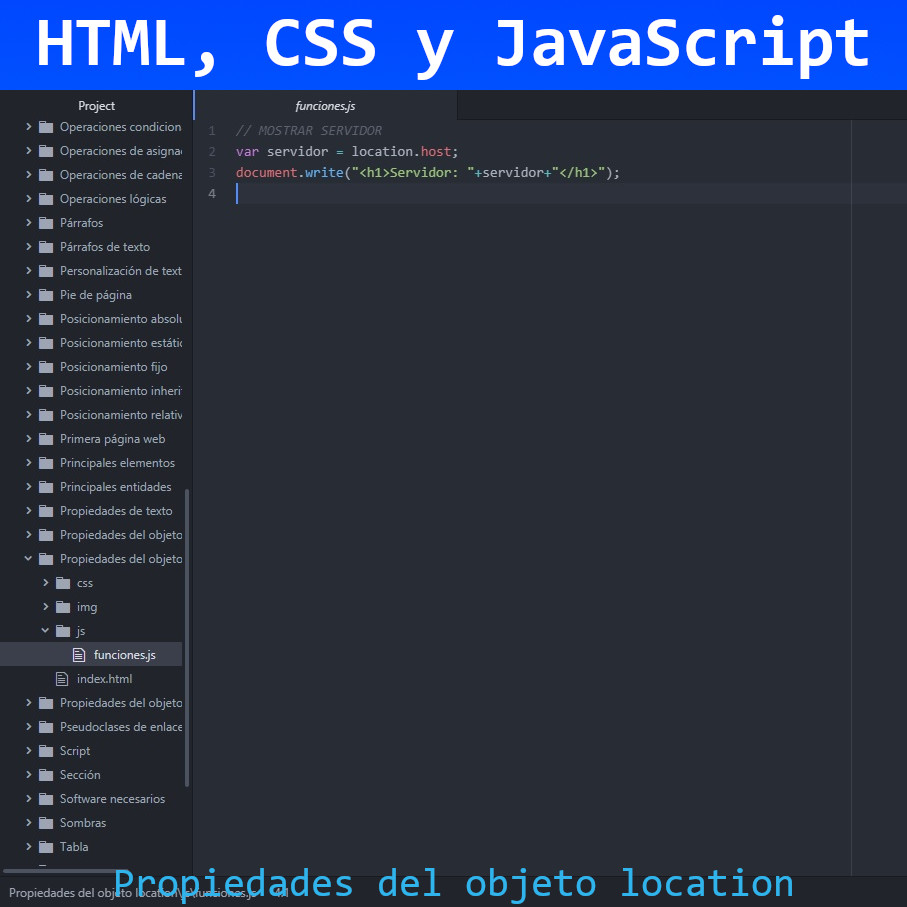 HTML, CSS y JavaScript
Project
funciones.js
Operaciones condicion
Operaciones de asigna
Operaciones de cadena
Operaciones lógicas
Párrafos
Párrafos de texto
Personalización de text
Pie de página
Posicionamiento absolu
Posicionamiento estátic
Posicionamiento fijo
Posicionamiento inheri
Posicionamiento relativ
Primera página web
Principales elementos
Principales entidades
Propiedades de texto
Propiedades del objeto
Propiedades del objeto
css
img
js
funciones.js
index.html
Propiedades del objeto
Pseudoclases de enlace
Script
Sección
Software necesarios
Sombras
Tabla
1 // MOSTRAR SERVIDOR
2 var servidor = location.host;
3 document.write("<h1>Servidor: "+servidor+"</h1>");
4
Propiedades del objeto location\js\funciones.js 4:1
Propiedades del objeto location